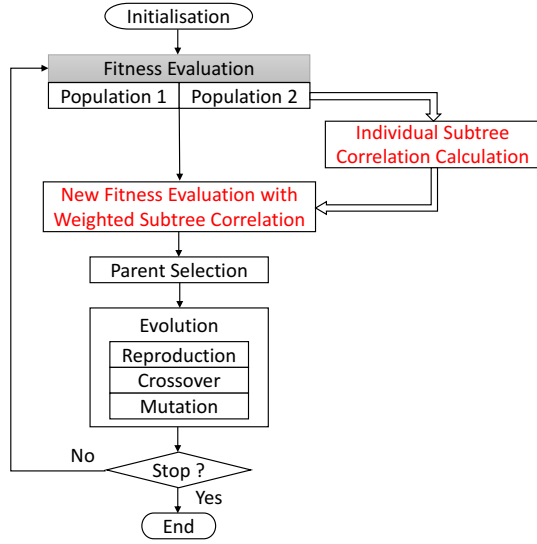 Initialisation
Fitness Evaluation
Population 1
Population 2
Individual Subtree
Correlation Calculation
New Fitness Evaluation with
Weighted Subtree Correlation
Parent Selection
Evolution
Reproduction
Crossover
Mutation
No
Stop ?
Yes
End